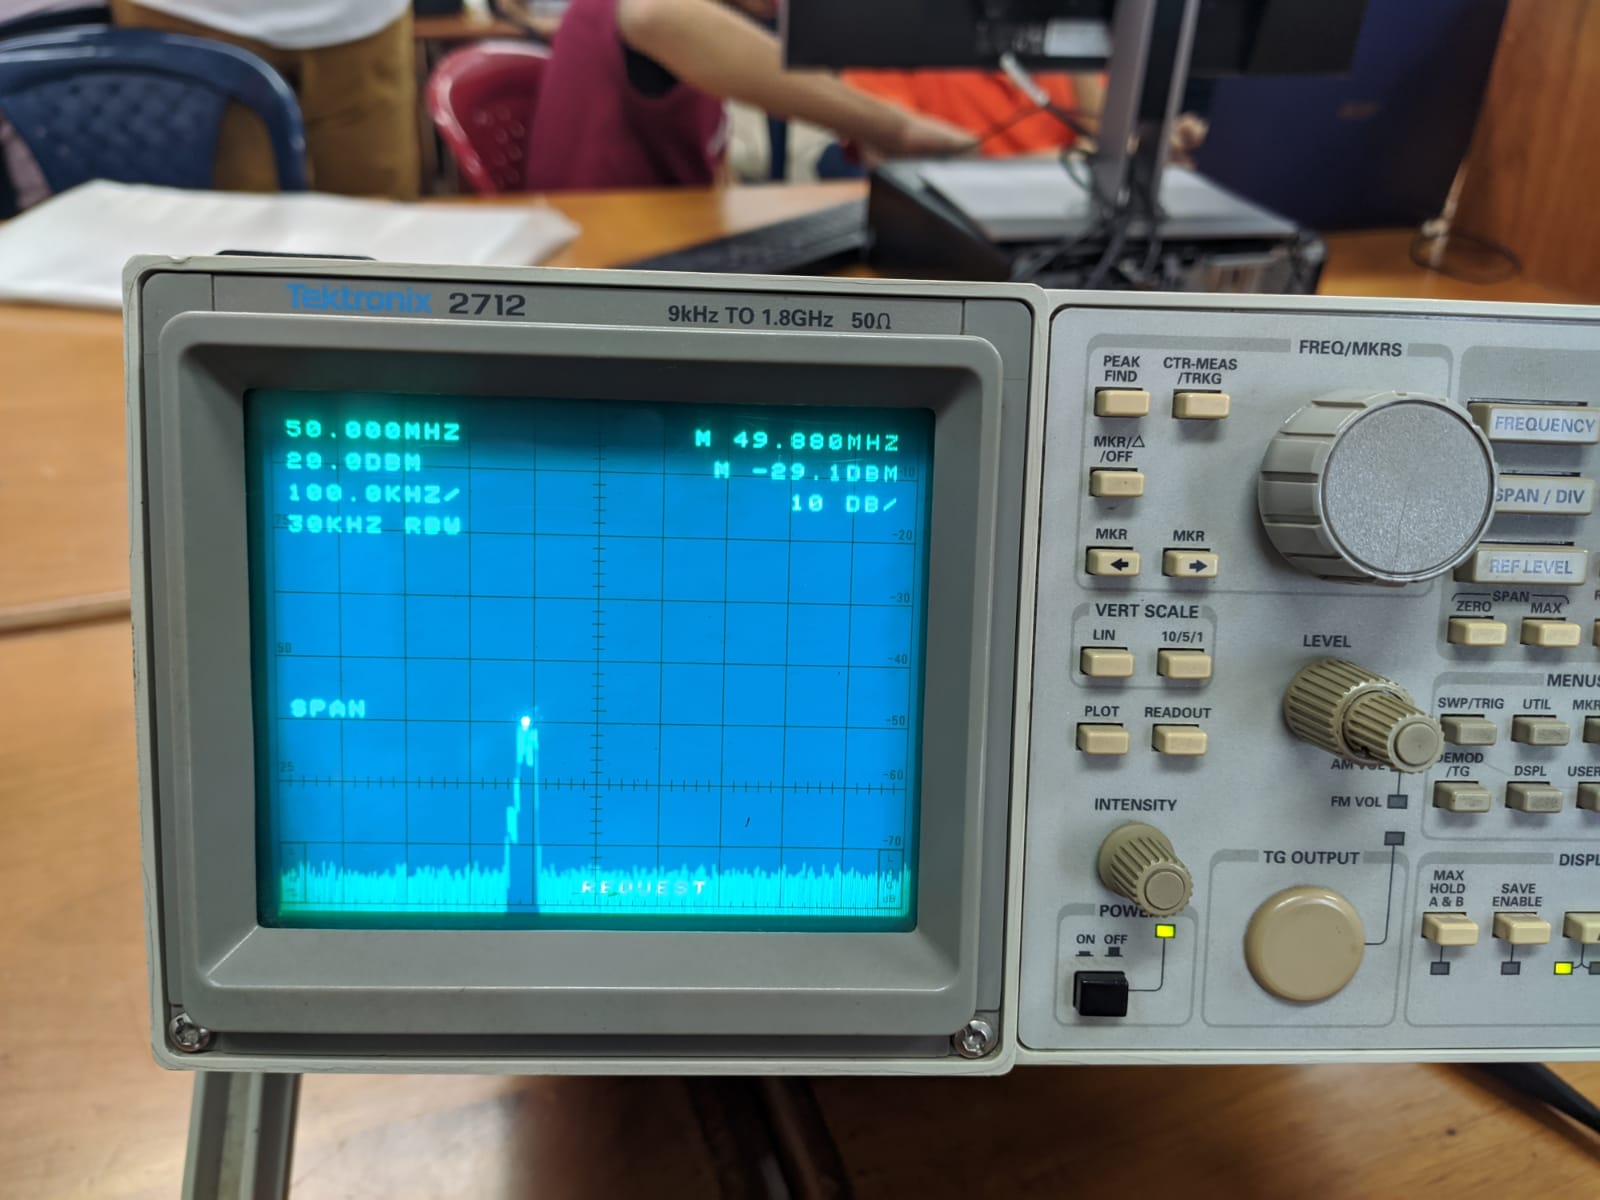 Tektronix 2712
9kHz TO 1.8GHz 50Ω
50.000MHZ
20.0DBM
100.0KHZ/
30KHZ RBW
M 49.880MHZ
M -29.1DBM
10 DB/
-20
-30
50
-40
SPAN
-50
25
-60
-70
REQUEST
FREQ/MKRS
PEAK
FIND
CTR-MEAS
/TRKG
MKR/△
/OFF
MKR
←
MKR
→
FREQUENCY
SPAN / DIV
REF LEVEL
SPAN
ZERO
MAX
VERT SCALE
LIN
10/5/1
PLOT
READOUT
LEVEL
MENUS
SWP/TRIG
UTIL
DEMOD
/TG
DSPL
FM VOL
INTENSITY
POWER
ON OFF
TG OUTPUT
MAX
HOLD
A & B
SAVE
ENABLE